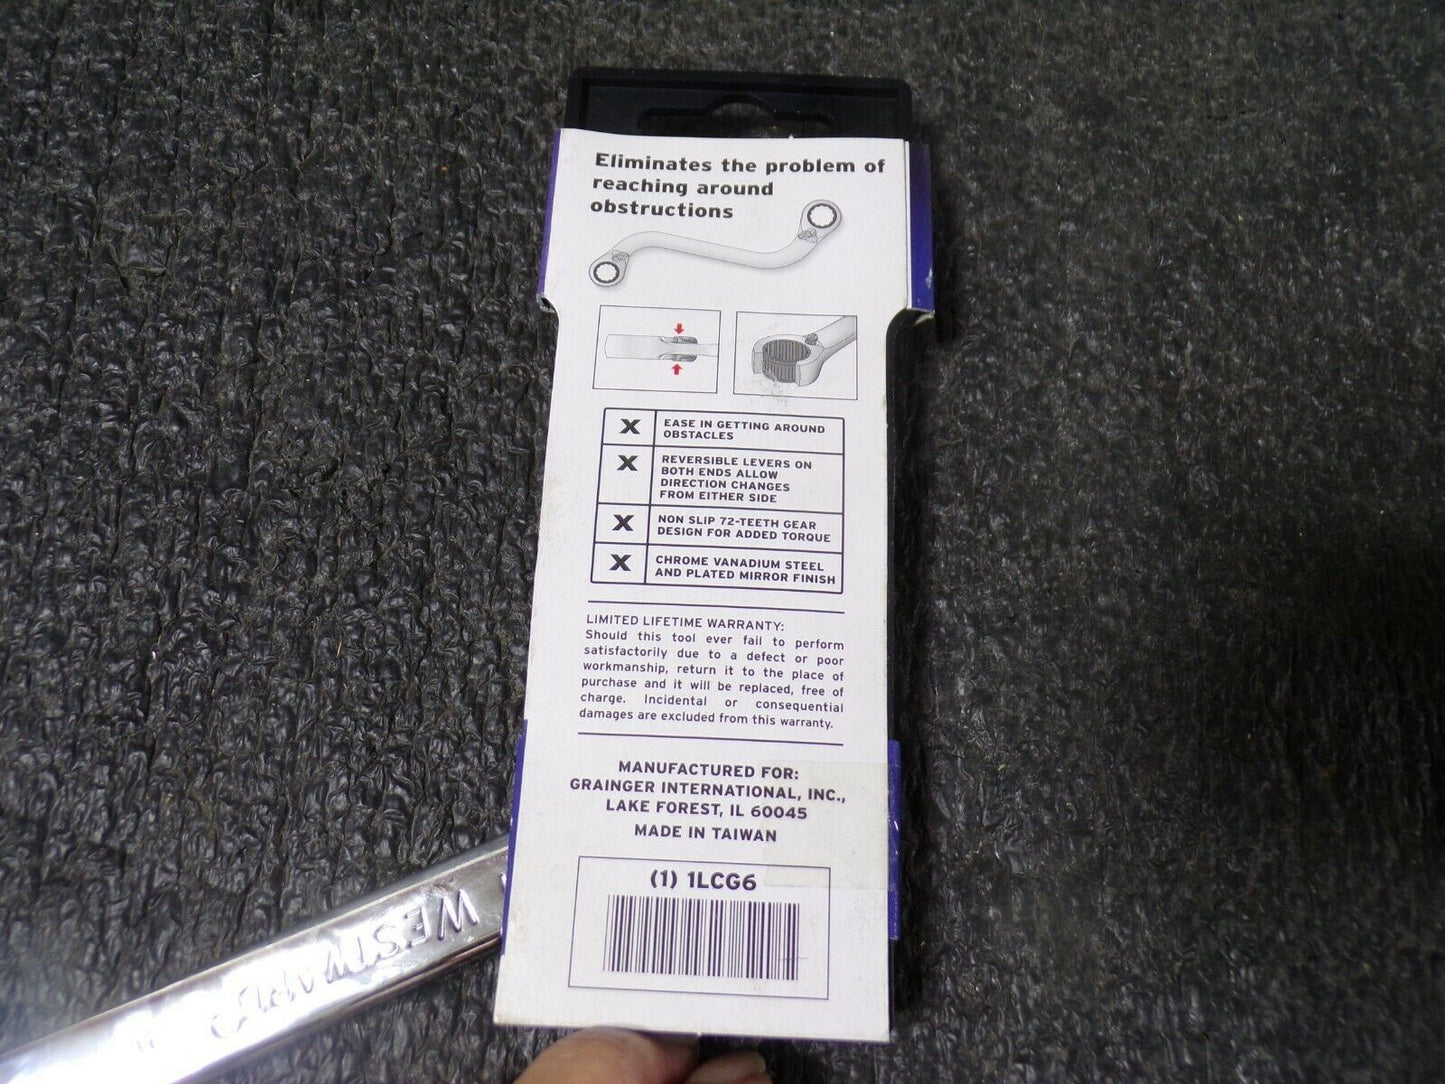 Eliminates the problem of
reaching around
obstructions
X EASE IN GETTING AROUND
OBSTACLES
X REVERSIBLE LEVERS ON
BOTH ENDS ALLOW
DIRECTION CHANGES
FROM EITHER SIDE
X NON SLIP 72-TEETH GEAR
DESIGN FOR ADDED TORQUE
X CHROME VANADIUM STEEL
AND PLATED MIRROR FINISH
LIMITED LIFETIME WARRANTY:
Should this tool ever fail to perform
satisfactorily due to a defect or poor
workmanship, return it to the place of
purchase and it will be replaced, free of
charge. Incidental or consequential
damages are excluded from this warranty.
MANUFACTURED FOR:
GRAINGER INTERNATIONAL, INC.,
LAKE FOREST, IL 60045
MADE IN TAIWAN
(1) 1LCG6
WESTWARD